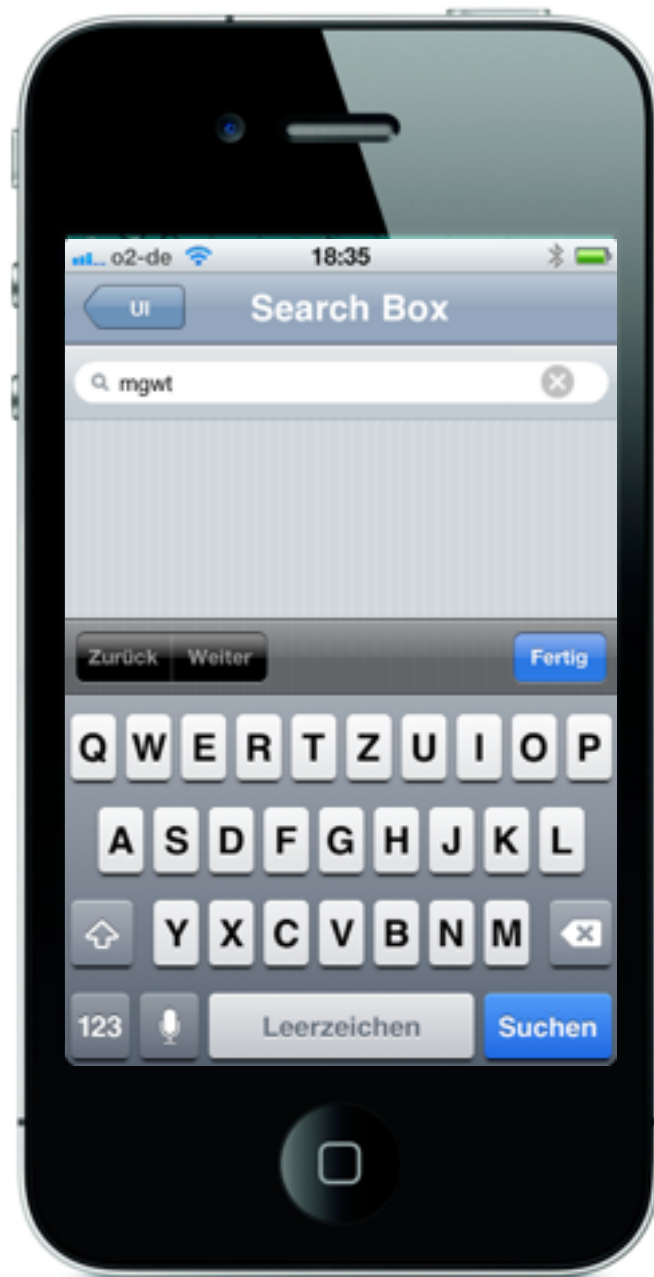 o2-de 18:35
UI Search Box
mgwt
Zurück Weiter Fertig
Q W E R T Z U I O P
A S D F G H J K L
Y X C V B N M
123 Leerzeichen Suchen